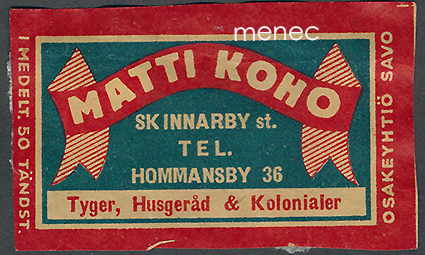 menec
MATTI KOHO
SKINNARBY st.
TEL.
HOMMANSBY 36
Tyger, Husgeråd & Kolonialer
I MEDELT. 50 TÄNDST.
OSAKEYHTIÖ SAVO